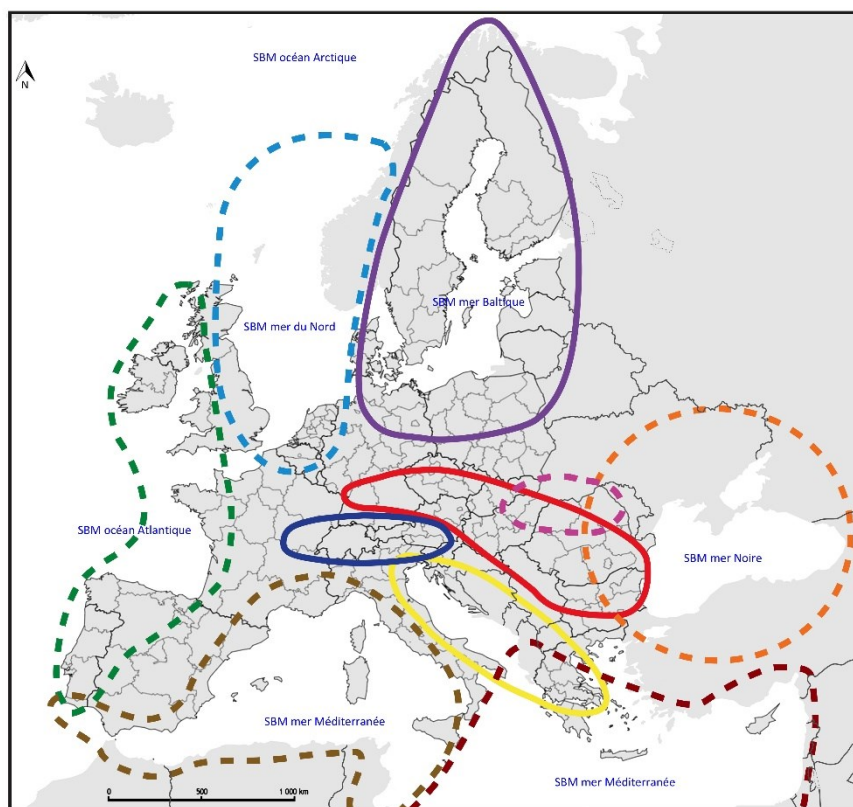 SBM océan Arctique
N
SBM mer Baltique
SBM mer du Nord
SBM océan Atlantique
SBM mer Noire
SBM mer Méditerranée
SBM mer Méditerranée
0 500 1 000 km